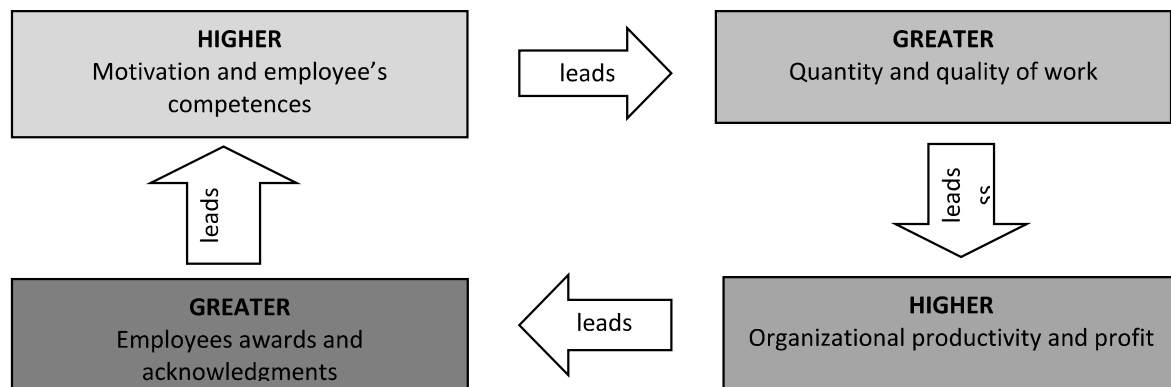 HIGHER
Motivation and employee’s
competences
leads
GREATER
Quantity and quality of work
leads
ss
HIGHER
Organizational productivity and profit
leads
GREATER
Employees awards and
acknowledgments
leads